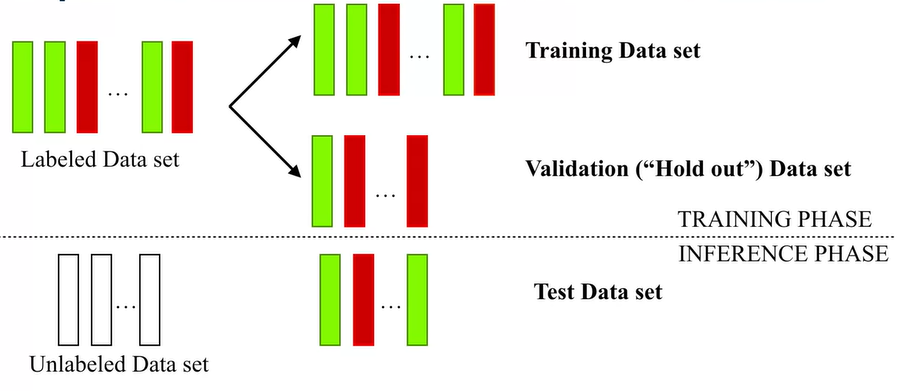 Training Data set
Labeled Data set
Validation (“Hold out”) Data set
TRAINING PHASE
INFERENCE PHASE
Test Data set
Unlabeled Data set